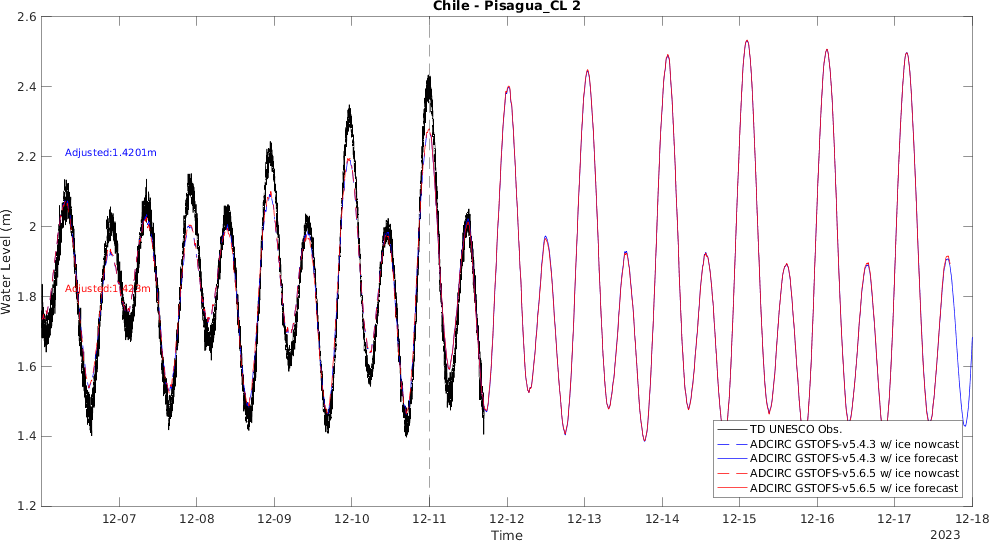 Chile - Pisagua_CL 2
2.6
2.4
2.2
2
1.8
1.6
1.4
1.2
Water Level (m)
Adjusted:1.4201m
Adjusted:1.423m
TD UNESCO Obs.
ADCIRC GSTOFS-v5.4.3 w/ ice nowcast
ADCIRC GSTOFS-v5.4.3 w/ ice forecast
ADCIRC GSTOFS-v5.6.5 w/ ice nowcast
ADCIRC GSTOFS-v5.6.5 w/ ice forecast
12-07 12-08 12-09 12-10 12-11 12-12 12-13 12-14 12-15 12-16 12-17 12-18
Time
2023